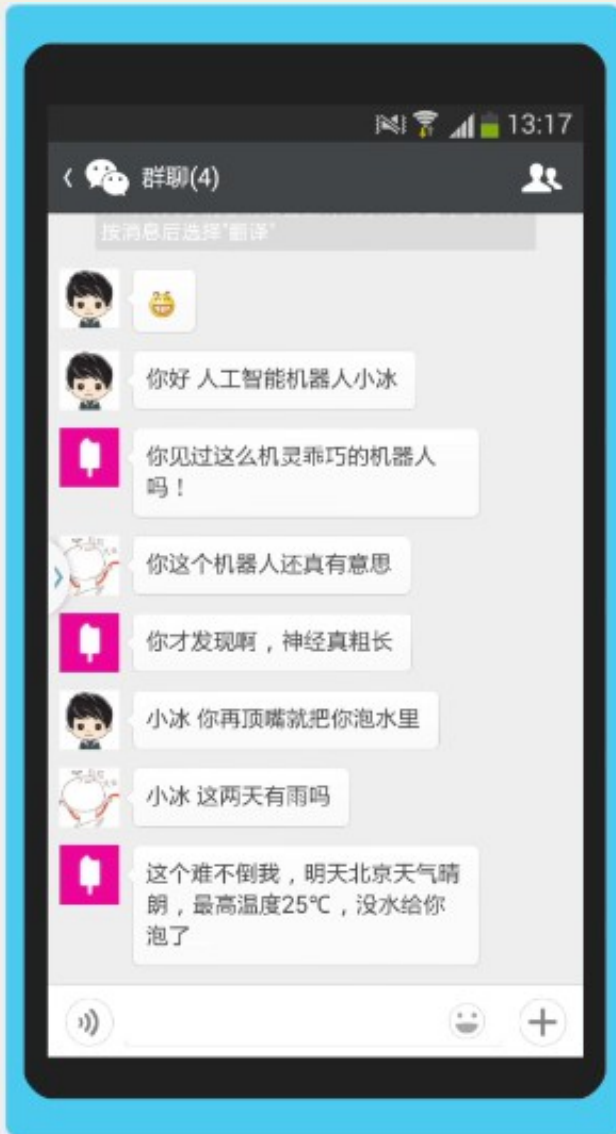 13:17
群聊(4)
按消息后选择"翻译"
你好 人工智能机器人小冰
你见过这么机灵乖巧的机器人
吗！
你这个机器人还真有意思
你才发现啊，神经真粗长
小冰 你再顶嘴就把你泡水里
小冰 这两天有雨吗
这个难不倒我，明天北京天气晴
朗，最高温度25℃，没水给你
泡了